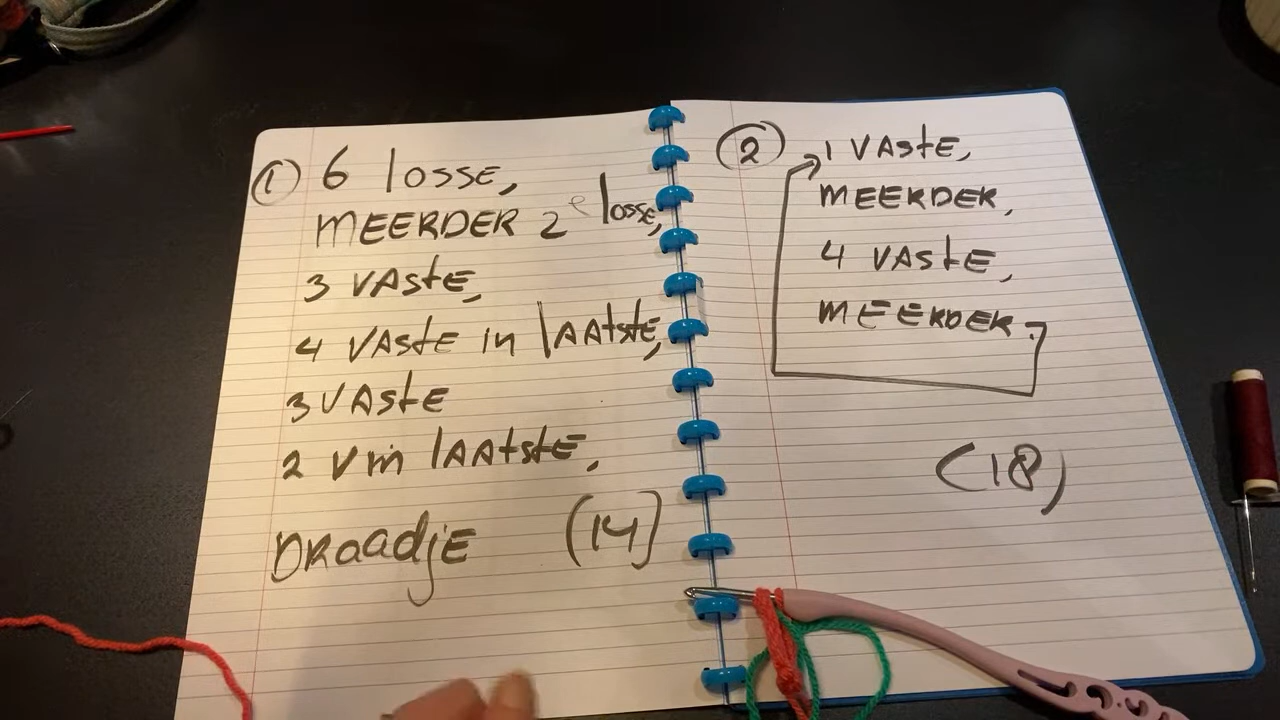 ① 6 losse,
MEERDER 2e losse,
3 VASTE,
4 VASTE IN lAAtste,
3 VASTE
2 V in lAAtste,
DRAADJE (14)
② 1 VASTE,
MEERDER,
4 VASTE,
MEERDER.
(18)